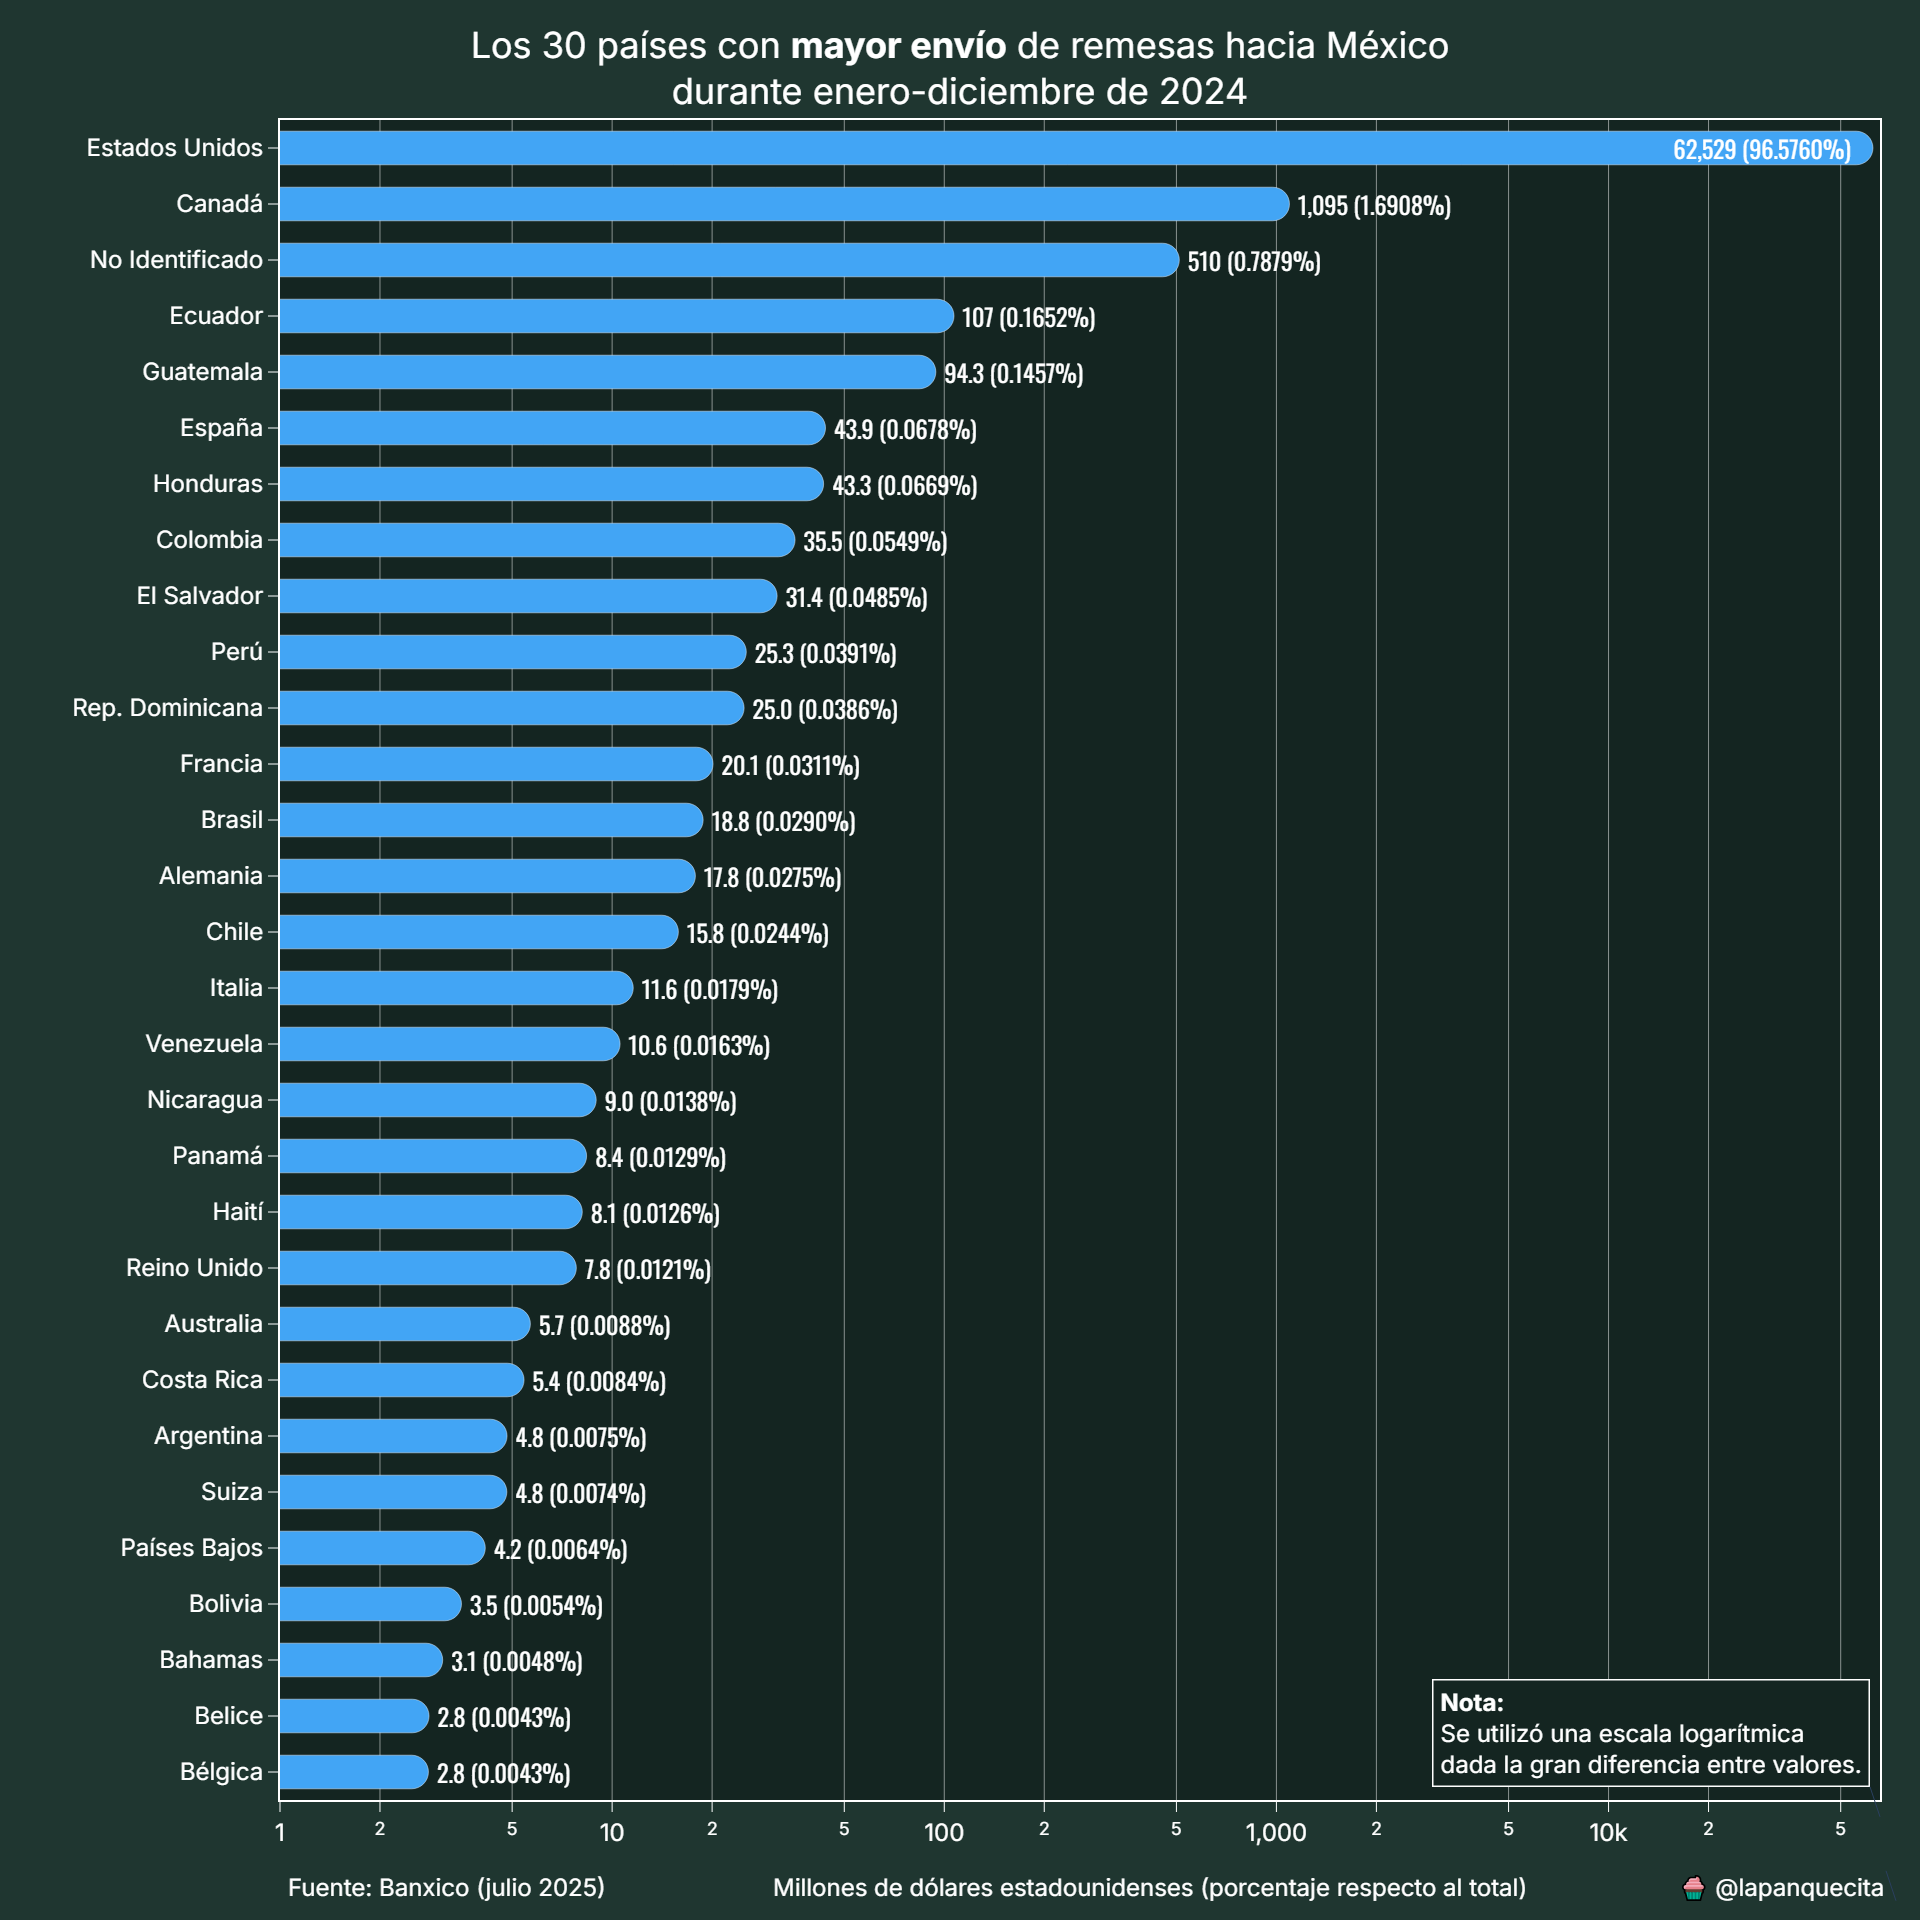 Los 30 países con mayor envío de remesas hacia México
durante enero-diciembre de 2024
Estados Unidos 62,529 (96.5760%)
Canadá 1,095 (1.6908%)
No Identificado 510 (0.7879%)
Ecuador 107 (0.1652%)
Guatemala 94.3 (0.1457%)
España 43.9 (0.0678%)
Honduras 43.3 (0.0669%)
Colombia 35.5 (0.0549%)
El Salvador 31.4 (0.0485%)
Perú 25.3 (0.0391%)
Rep. Dominicana 25.0 (0.0386%)
Francia 20.1 (0.0311%)
Brasil 18.8 (0.0290%)
Alemania 17.8 (0.0275%)
Chile 15.8 (0.0244%)
Italia 11.6 (0.0179%)
Venezuela 10.6 (0.0163%)
Nicaragua 9.0 (0.0138%)
Panamá 8.4 (0.0129%)
Haití 8.1 (0.0126%)
Reino Unido 7.8 (0.0121%)
Australia 5.7 (0.0088%)
Costa Rica 5.4 (0.0084%)
Argentina 4.8 (0.0075%)
Suiza 4.8 (0.0074%)
Países Bajos 4.2 (0.0064%)
Bolivia 3.5 (0.0054%)
Bahamas 3.1 (0.0048%)
Belice 2.8 (0.0043%)
Bélgica 2.8 (0.0043%)
Nota:
Se utilizó una escala logarítmica
dada la gran diferencia entre valores.
1 2 5 10 2 5 100 2 5 1,000 2 5 10k 2 5
Fuente: Banxico (julio 2025) Millones de dólares estadounidenses (porcentaje respecto al total) @lapanquecita